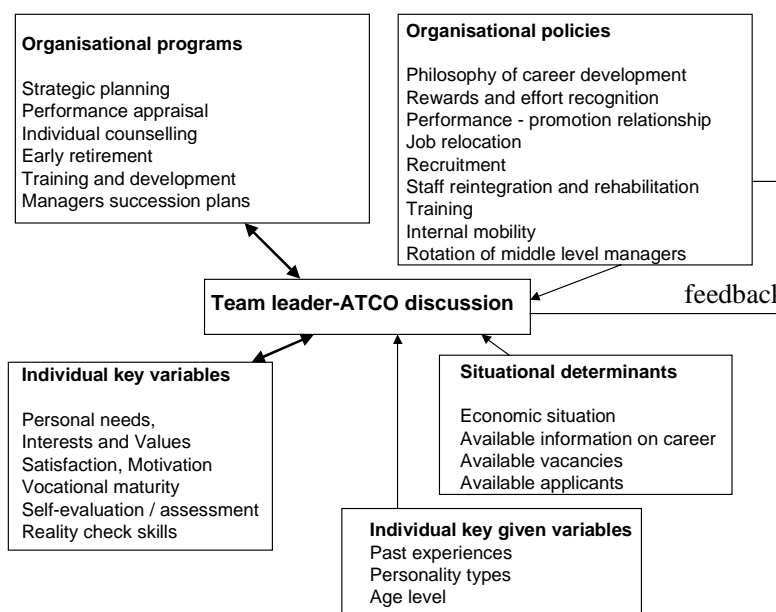 Organisational programs
Strategic planning
Performance appraisal
Individual counselling
Early retirement
Training and development
Managers succession plans
Organisational policies
Philosophy of career development
Rewards and effort recognition
Performance - promotion relationship
Job relocation
Recruitment
Staff reintegration and rehabilitation
Training
Internal mobility
Rotation of middle level managers
Team leader-ATCO discussion
feedback
Individual key variables
Personal needs,
Interests and Values
Satisfaction, Motivation
Vocational maturity
Self-evaluation / assessment
Reality check skills
Situational determinants
Economic situation
Available information on career
Available vacancies
Available applicants
Individual key given variables
Past experiences
Personality types
Age level